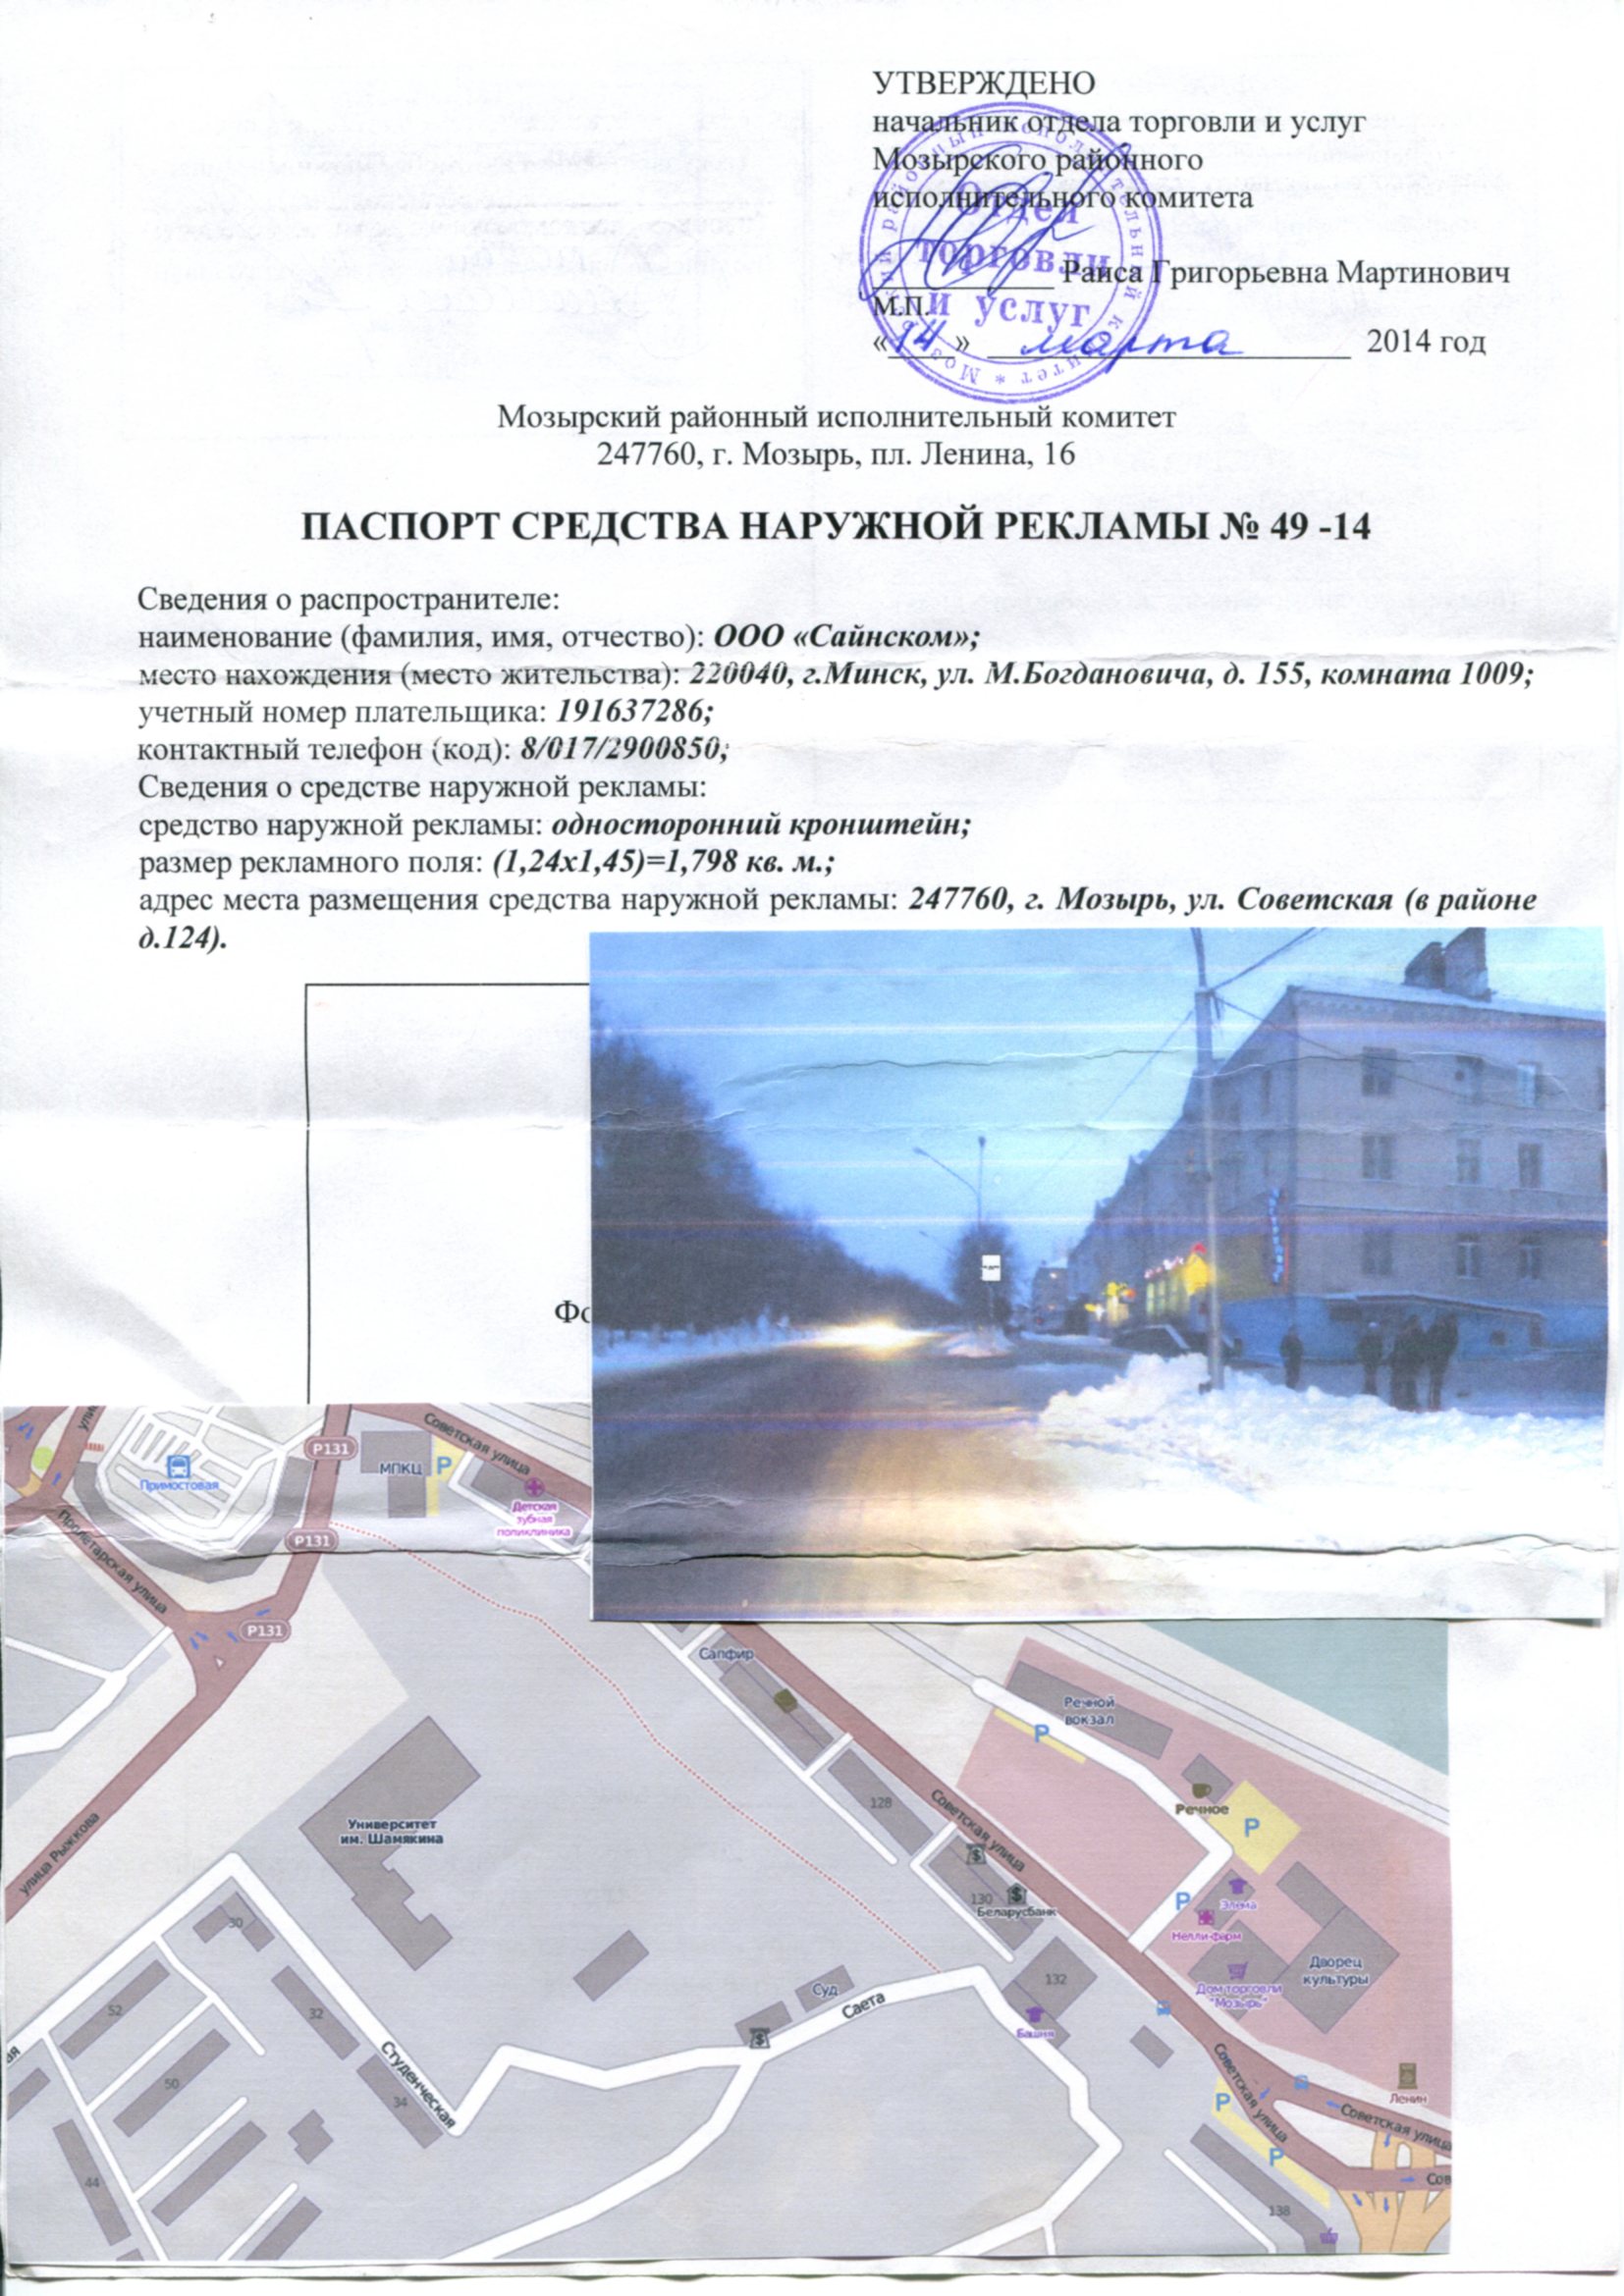 УТВЕРЖДЕНО
начальник отдела торговли и услуг
Мозырского районного
исполнительного комитета
Отдел
торговли
и услуг
Раиса Григорьевна Мартинович
М.П.
«14» марта 2014 год
Мозырский районный исполнительный комитет
247760, г. Мозырь, пл. Ленина, 16
ПАСПОРТ СРЕДСТВА НАРУЖНОЙ РЕКЛАМЫ № 49 -14
Сведения о распространителе:
наименование (фамилия, имя, отчество): ООО «Сайнском»;
место нахождения (место жительства): 220040, г.Минск, ул. М.Богдановича, д. 155, комната 1009;
учетный номер плательщика: 191637286;
контактный телефон (код): 8/017/2900850;
Сведения о средстве наружной рекламы:
средство наружной рекламы: односторонний кронштейн;
размер рекламного поля: (1,24х1,45)=1,798 кв. м.;
адрес места размещения средства наружной рекламы: 247760, г. Мозырь, ул. Советская (в районе
д.124).
Фо
Р131
МПКЦ
P
Советская улица
Примостовая
Детская
зубная
поликлиника
Р131
Пролетарская улица
Р131
Сапфир
Речной
вокзал
P
Речное
P
128
Советская улица
Университет
им. Шамякина
улица Рыжкова
130
Беларусбанк
P
Элема
Нелли-фарм
30
132
Дворец
культуры
Дом торговли
"Мозырь"
Суд
Саета
Башня
52
32
Студенческая
50
34
Советская улица
P
Ленин
Советская улица
P
44
138
Сов